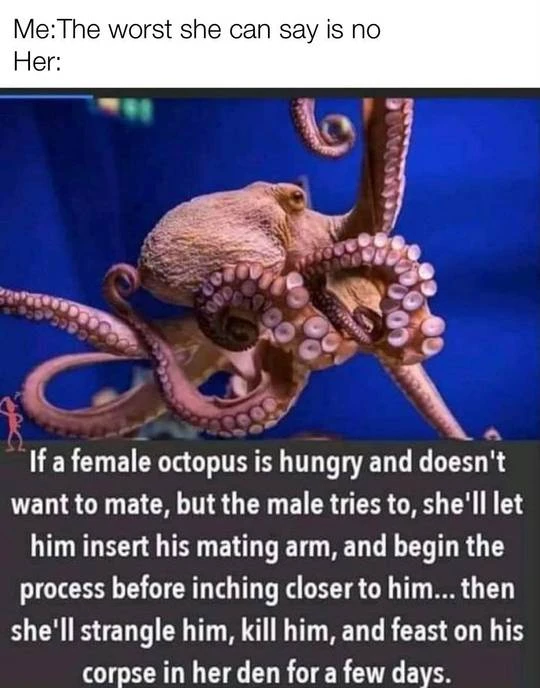 Me:The worst she can say is no
Her:
If a female octopus is hungry and doesn't
want to mate, but the male tries to, she'll let
him insert his mating arm, and begin the
process before inching closer to him... then
she'll strangle him, kill him, and feast on his
corpse in her den for a few days.